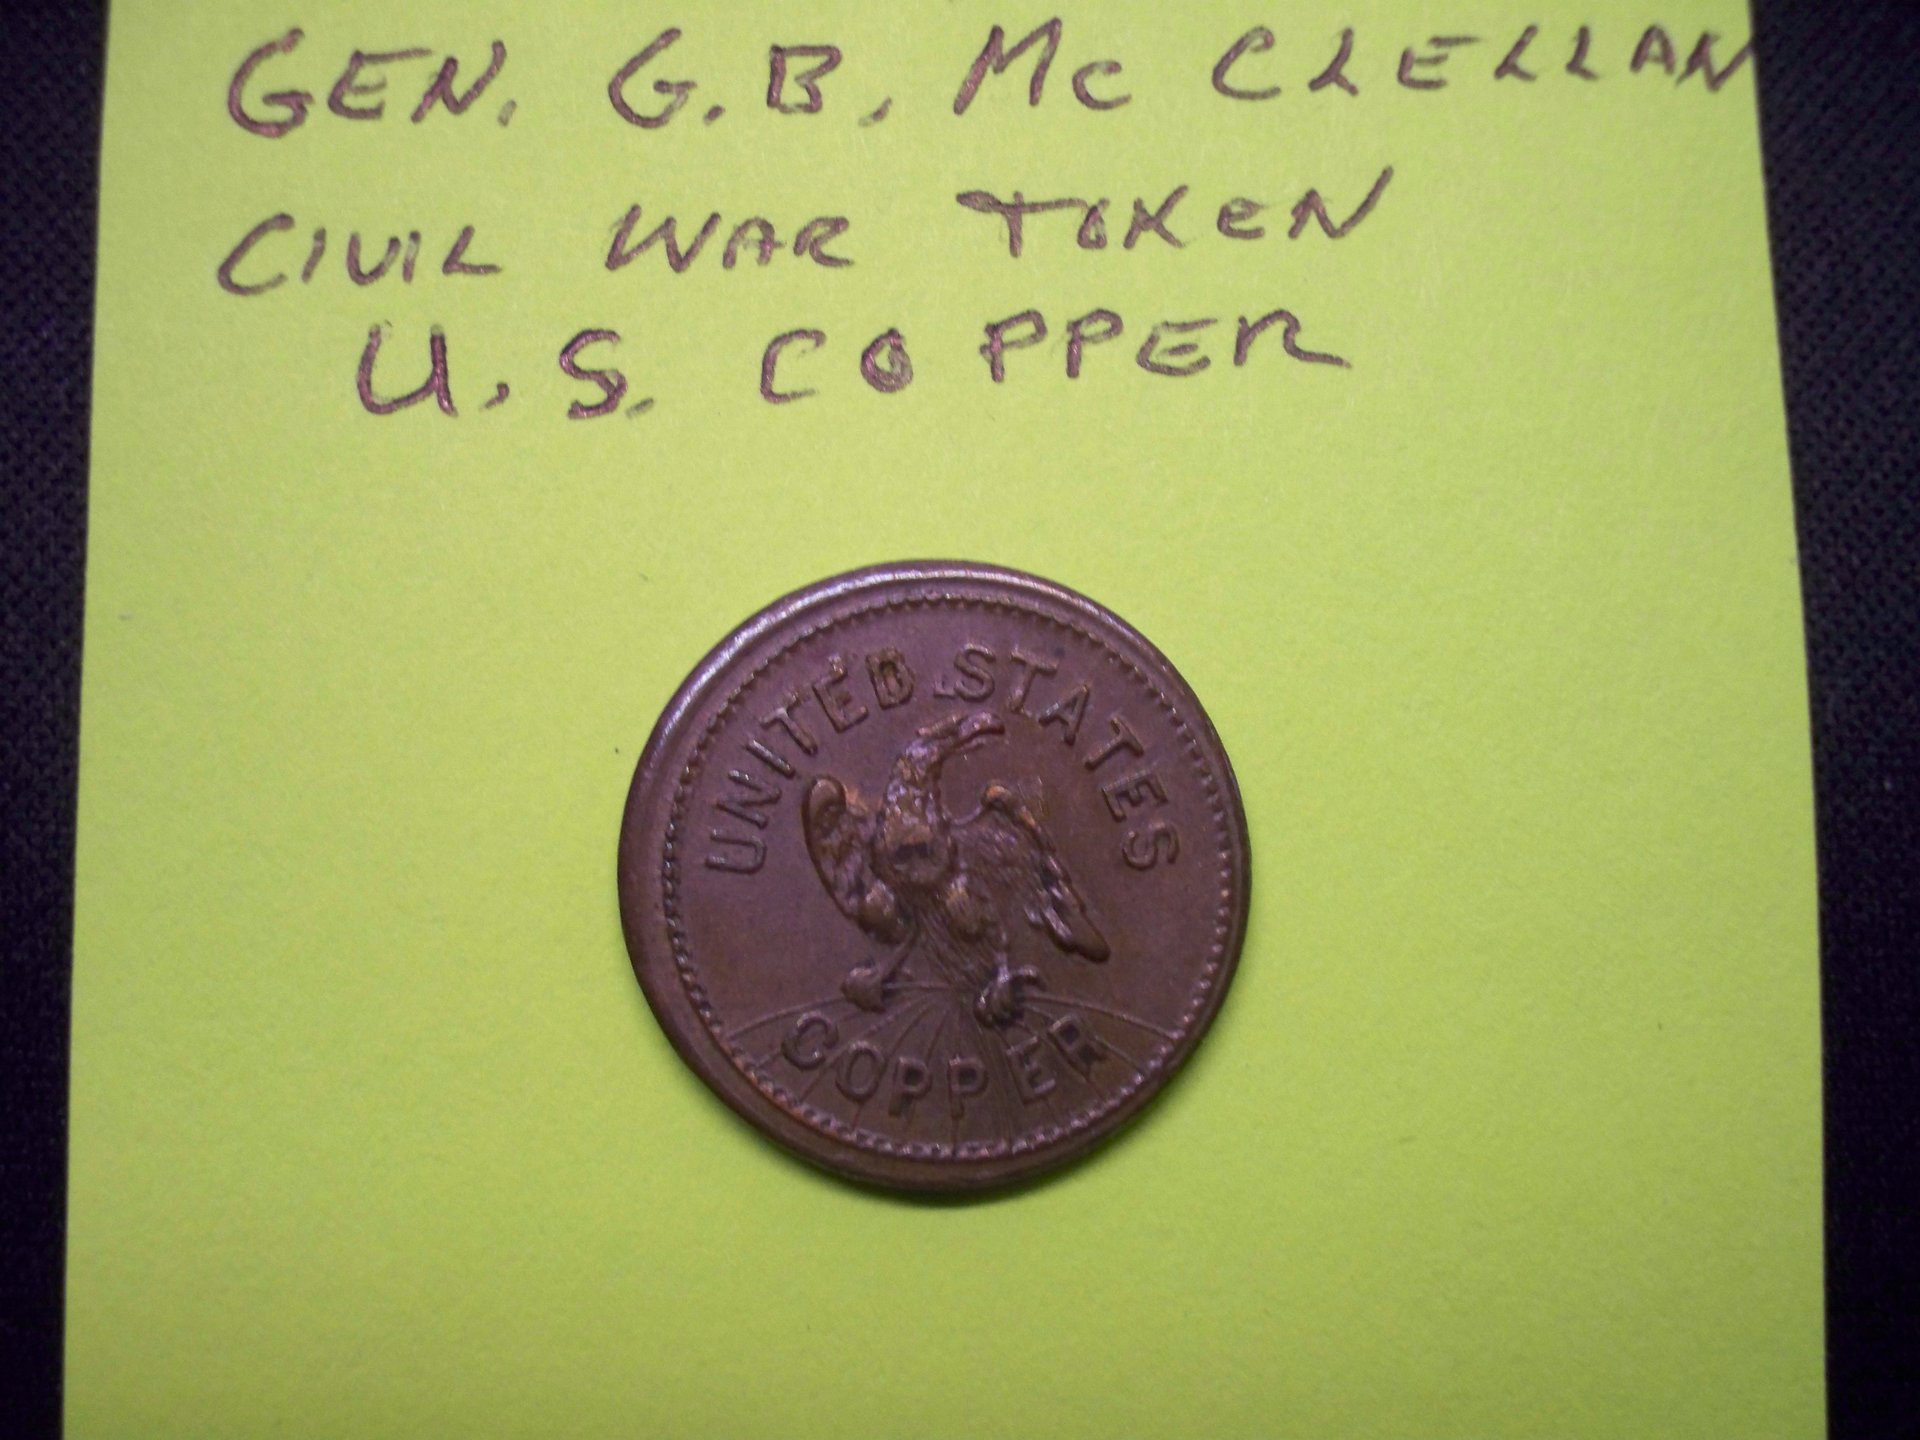 GEN. G.B. Mc CLELLAN
CIVIL WAR TOKEN
U.S. COPPER
UNITED STATES
COPPER